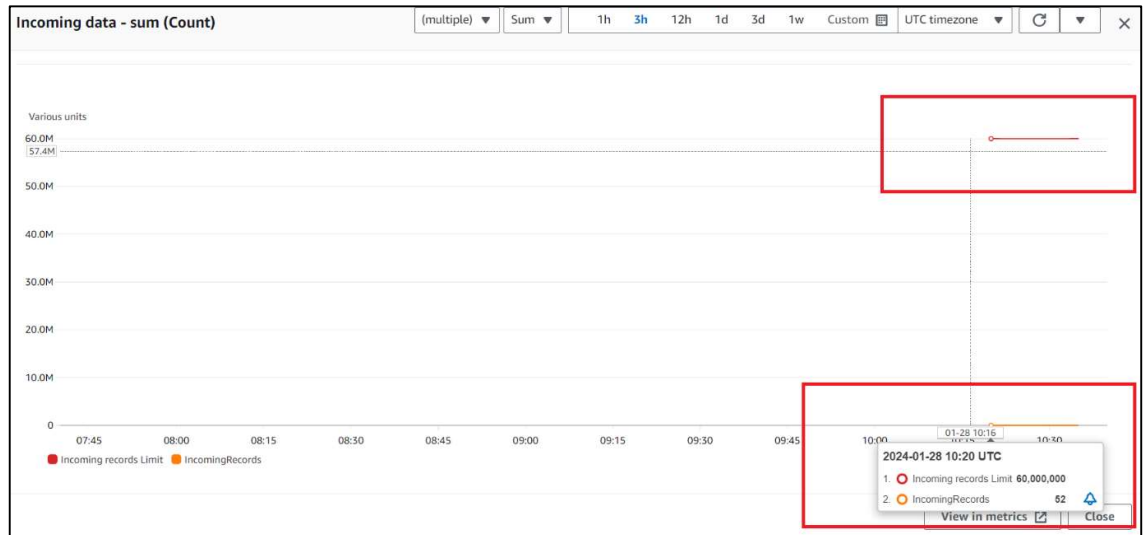 Incoming data - sum (Count)
(multiple) Sum 1h 3h 12h 1d 3d 1w Custom UTC timezone
Various units
60.0M
57.4M
50.0M
40.0M
30.0M
20.0M
10.0M
0
07:45 08:00 08:15 08:30 08:45 09:00 09:15 09:30 09:45 10:00 10:15 10:30
01-28 10:16
Incoming records Limit IncomingRecords
2024-01-28 10:20 UTC
1. Incoming records Limit 60,000,000
2. IncomingRecords 52
View in metrics Close